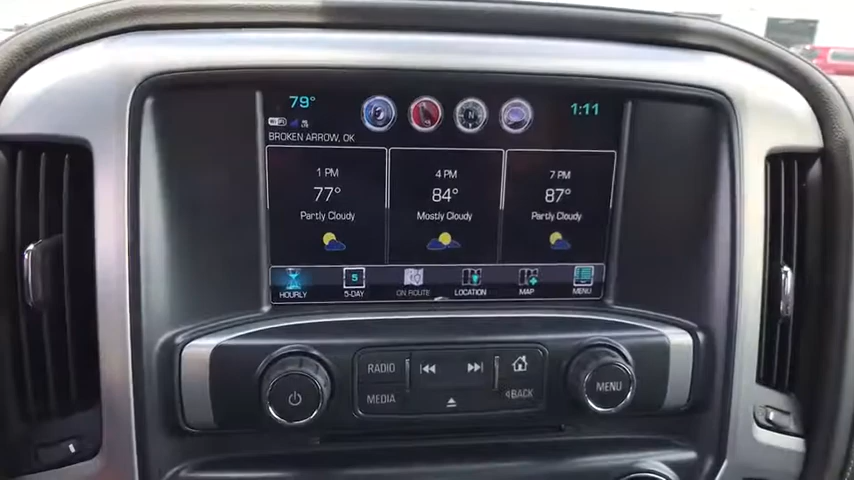 79° 1:11
BROKEN ARROW, OK
1 PM 4 PM 7 PM
77° 84° 87°
Partly Cloudy Mostly Cloudy Partly Cloudy
5
HOURLY 5-DAY ON ROUTE LOCATION MAP MENU
RADIO
MEDIA
BACK
MENU